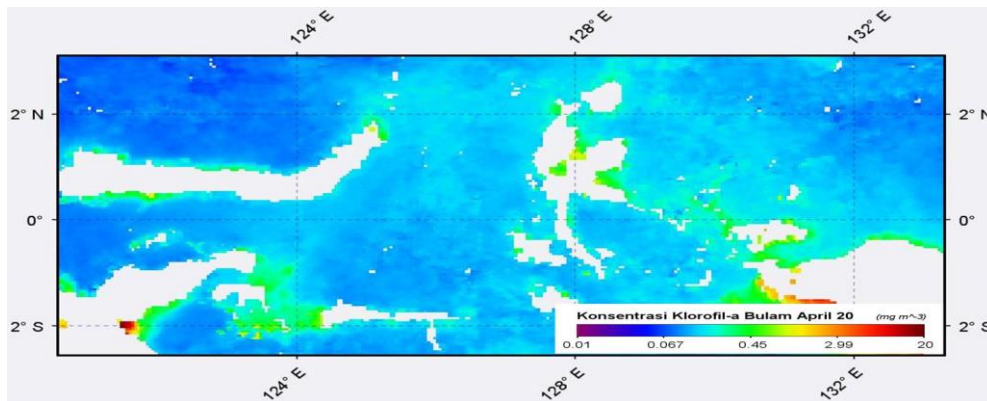 124° E 128° E 132° E
2° N 2° N
0° 0°
2° S 2° S
Konsentrasi Klorofil-a Bulam April 20 (mg m^-3)
0.01 0.067 0.45 2.99 20
124° E 128° E 132° E